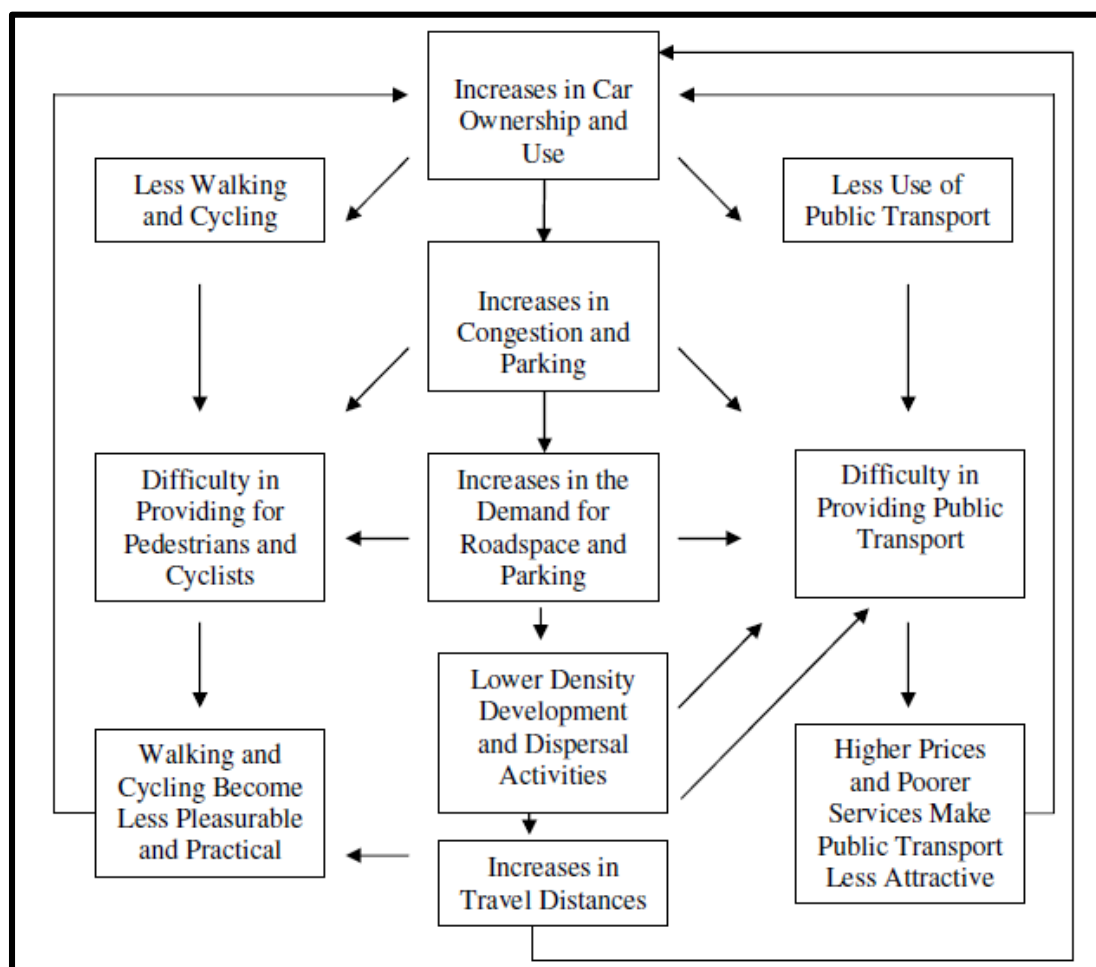 Increases in Car
Ownership and
Use
Less Walking
and Cycling
Less Use of
Public Transport
Increases in
Congestion and
Parking
Difficulty in
Providing for
Pedestrians and
Cyclists
Increases in the
Demand for
Roadspace and
Parking
Difficulty in
Providing Public
Transport
Lower Density
Development
and Dispersal
Activities
Walking and
Cycling Become
Less Pleasurable
and Practical
Higher Prices
and Poorer
Services Make
Public Transport
Less Attractive
Increases in
Travel Distances